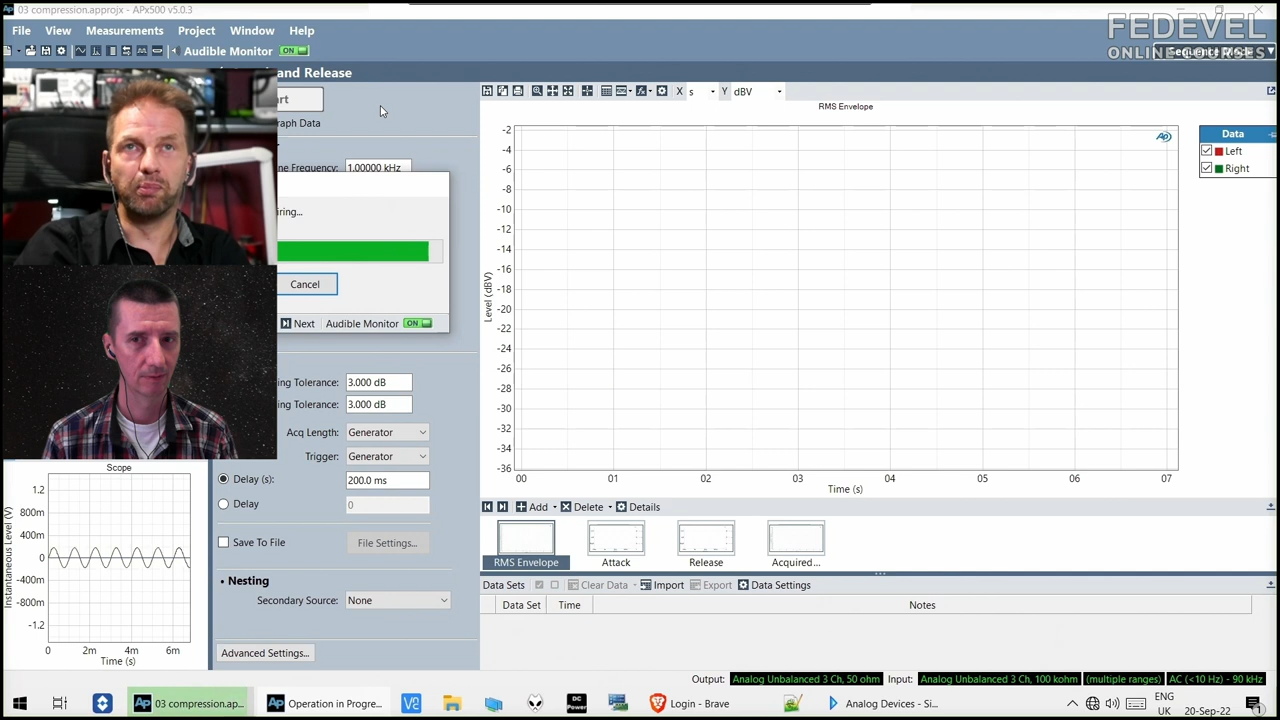 03 compression.approjx - APx500 v5.0.3
FEDEVEL
ONLINE COURSES
File View Measurements Project Window Help
Audible Monitor ON
and Release
X s Y dBV
RMS Envelope
raph Data
Data
Left
Right
1.00000 kHz
Cancel
Next Audible Monitor ON
ing Tolerance: 3.000 dB
ing Tolerance: 3.000 dB
Acq Length: Generator
Trigger: Generator
Delay (s): 200.0 ms
Delay 0
Save To File File Settings...
• Nesting
Secondary Source: None
Advanced Settings...
Level (dBV)
-2
-4
-6
-8
-10
-12
-14
-16
-18
-20
-22
-24
-26
-28
-30
-32
-34
-36
00 01 02 03 04 05 06 07
Time (s)
Add Delete Details
RMS Envelope Attack Release Acquired...
Data Sets Clear Data Import Export Data Settings
Data Set Time Notes
Scope
Instantaneous Level (V)
1.2
800m
400m
0
-400m
-800m
-1.2
0 2m 4m 6m
Time (s)
Output: Analog Unbalanced 3 Ch, 50 ohm Input: Analog Unbalanced 3 Ch, 100 kohm (multiple ranges) AC (<10 Hz) - 90 kHz
03 compression.ap... Operation in Progre... DC Power Login - Brave Analog Devices - Si...
ENG
UK
20-Sep-22